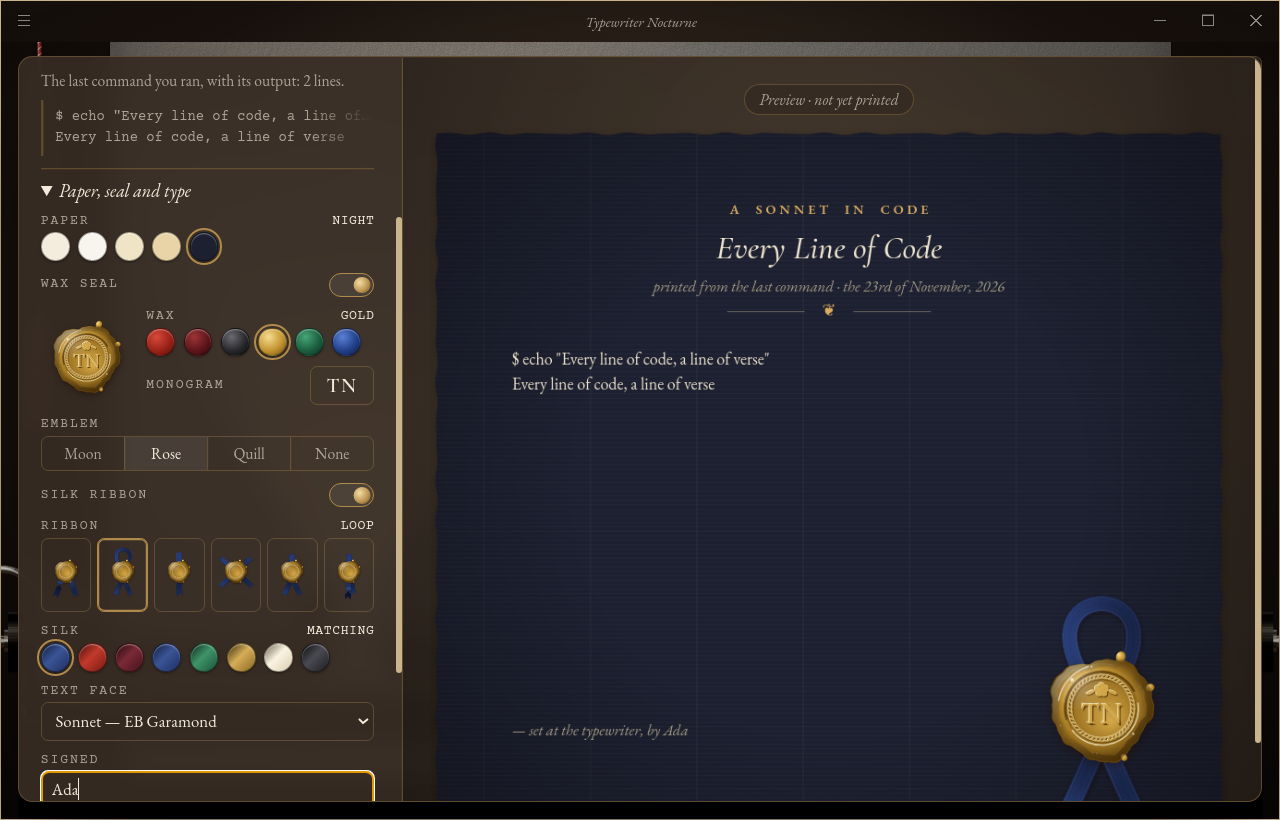 Typewriter Nocturne
The last command you ran, with its output: 2 lines.
$ echo "Every line of code, a line of
Every line of code, a line of verse
Paper, seal and type
PAPER NIGHT
WAX SEAL
WAX GOLD
TN
MONOGRAM TN
EMBLEM
Moon Rose Quill None
SILK RIBBON
RIBBON LOOP
SILK MATCHING
TEXT FACE
Sonnet — EB Garamond
SIGNED
Ada
Preview · not yet printed
A SONNET IN CODE
Every Line of Code
printed from the last command · the 23rd of November, 2026
$ echo "Every line of code, a line of verse"
Every line of code, a line of verse
— set at the typewriter, by Ada
TN